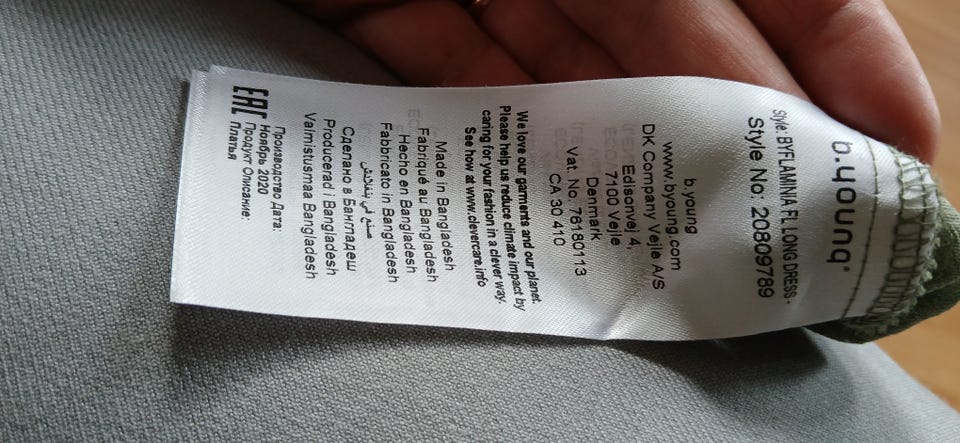 b.young®
Style: BYFLAMINIA FL LONG DRESS -
Style No: 20809789
b.young
www.byoung.com
DK Company Vejle A/S
Edisonvej 4,
7100 Vejle
Denmark
Vat. No. 76180113
CA 30 410
We love our garments and our planet.
Please help us reduce climate impact by
caring for your fashion in a clever way.
See how at www.clevercare.info
Made in Bangladesh
Fabriqué au Bangladesh
Hecho en Bangladesh
Fabbricato in Bangladesh
صنع في بنغلادش
Сделано в Бангладеш
Producerad i Bangladesh
Valmistusmaa Bangladesh
Производство Дата:
Ноябрь 2020
Продукт Описание:
Платья
EAC